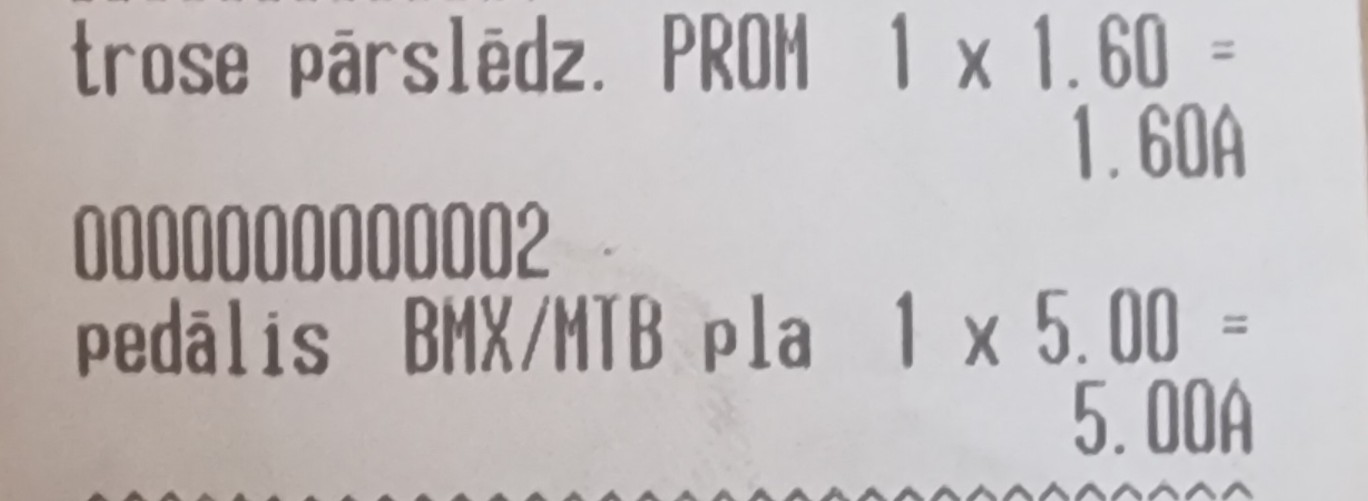 trose pārslēdz. PROM 1 x 1.60 =
1.60A
0000000000002
pedālis BMX/MTB pla 1 x 5.00 =
5.00A